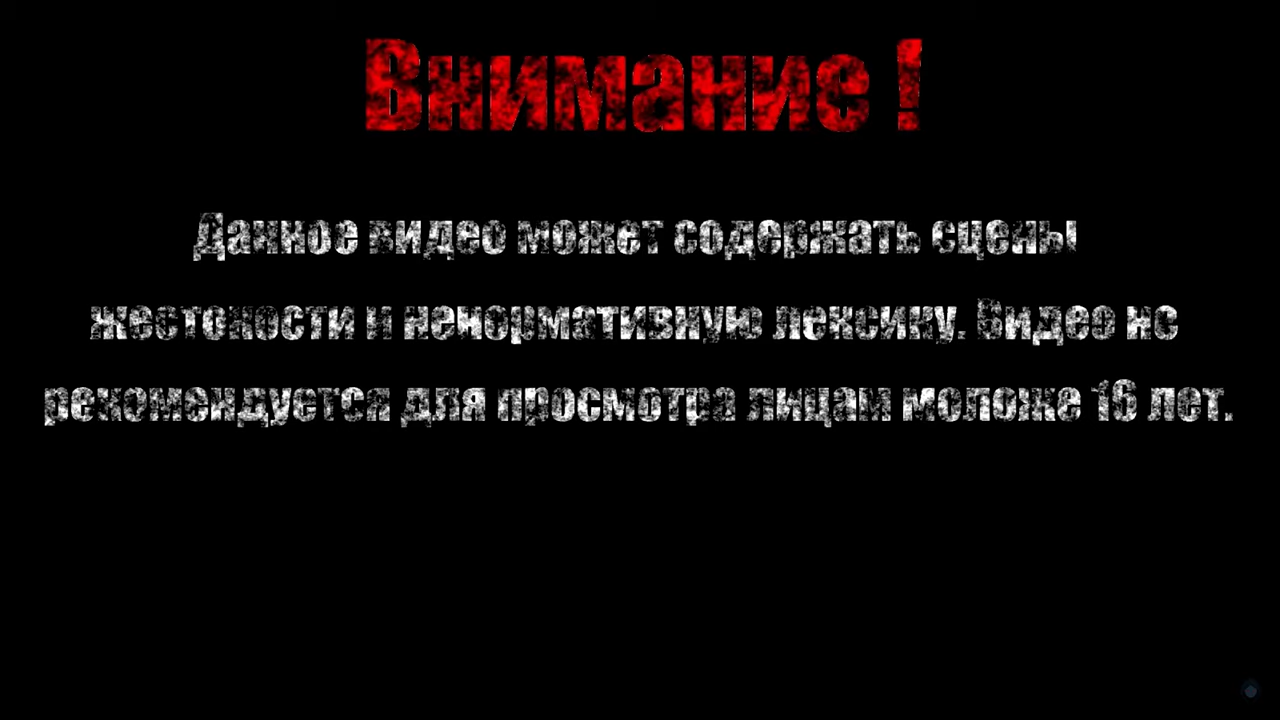 Внимание !
Данное видео может содержать сцены
жестокости и ненормативную лексику. Видео не
рекомендуется для просмотра лицам моложе 16 лет.